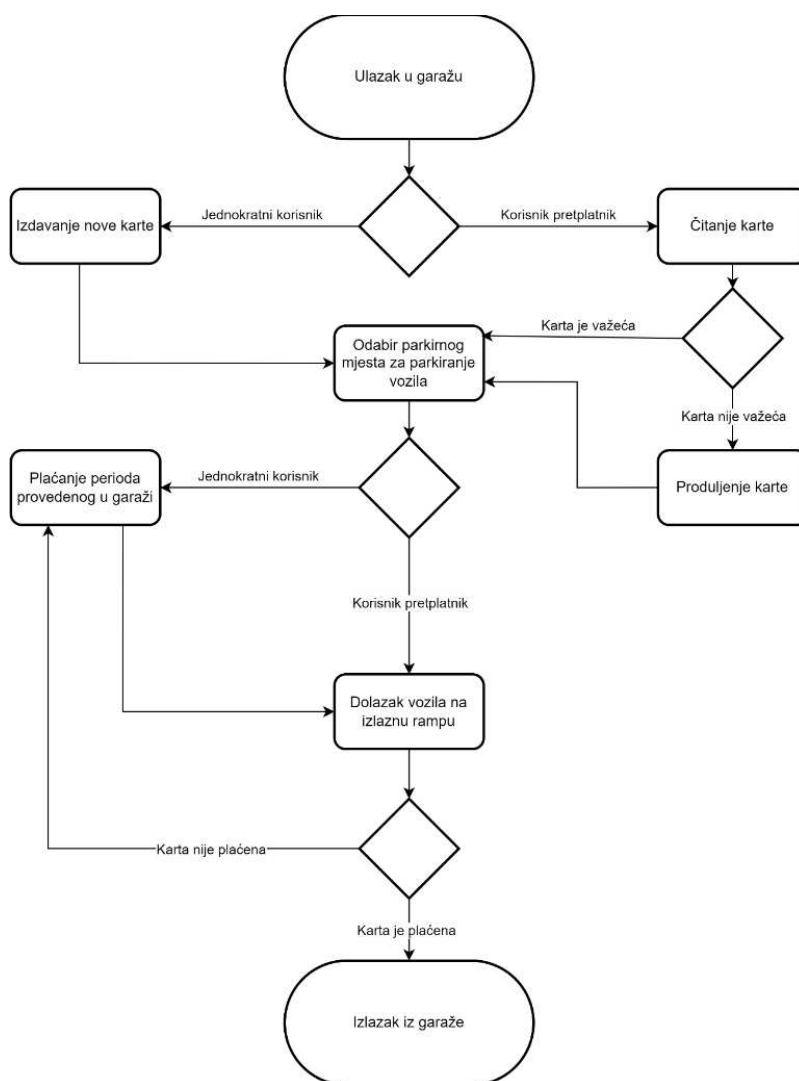 Ulazak u garažu
Jednokratni korisnik
Korisnik pretplatnik
Izdavanje nove karte
Čitanje karte
Karta je važeća
Odabir parkirnog
mjesta za parkiranje
vozila
Karta nije važeća
Plaćanje perioda
provedenog u garaži
Jednokratni korisnik
Produljenje karte
Korisnik pretplatnik
Dolazak vozila na
izlaznu rampu
Karta nije plaćena
Karta je plaćena
Izlazak iz garaže